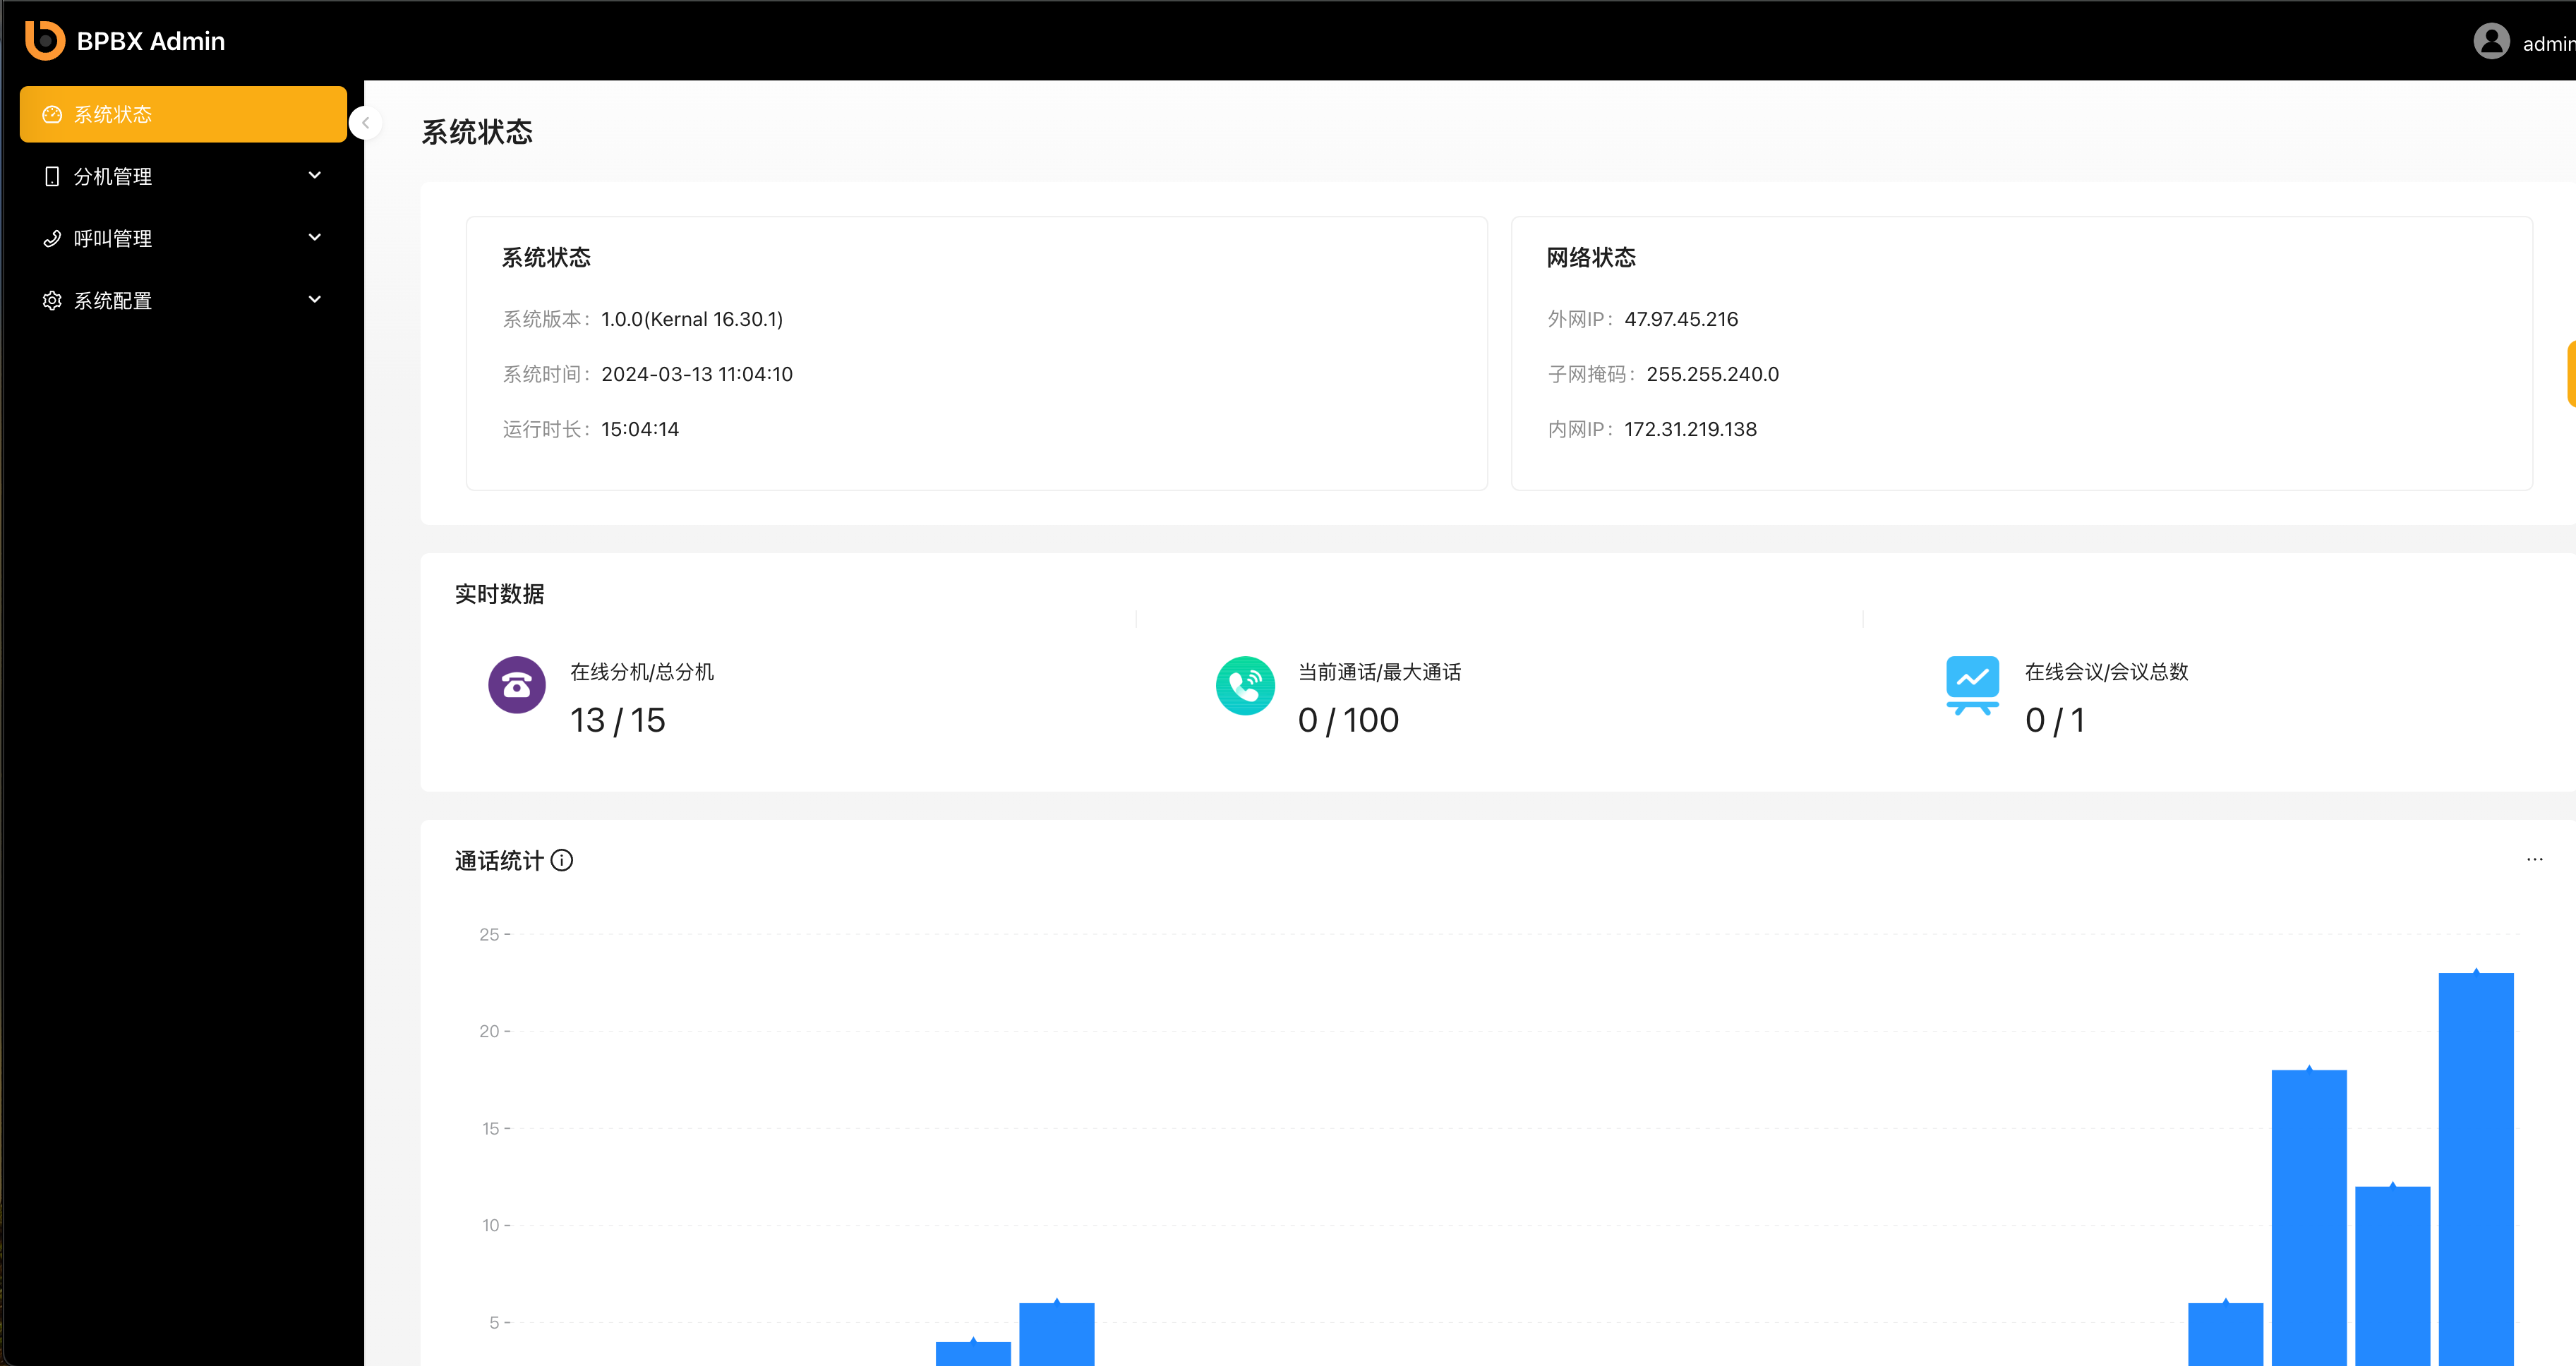 BPBX Admin
admin
系统状态
分机管理
呼叫管理
系统配置
系统状态
系统状态
系统版本：1.0.0(Kernal 16.30.1)
系统时间：2024-03-13 11:04:10
运行时长：15:04:14
网络状态
外网IP：47.97.45.216
子网掩码：255.255.240.0
内网IP：172.31.219.138
实时数据
在线分机/总分机
13 / 15
当前通话/最大通话
0 / 100
在线会议/会议总数
0 / 1
通话统计
25
20
15
10
5